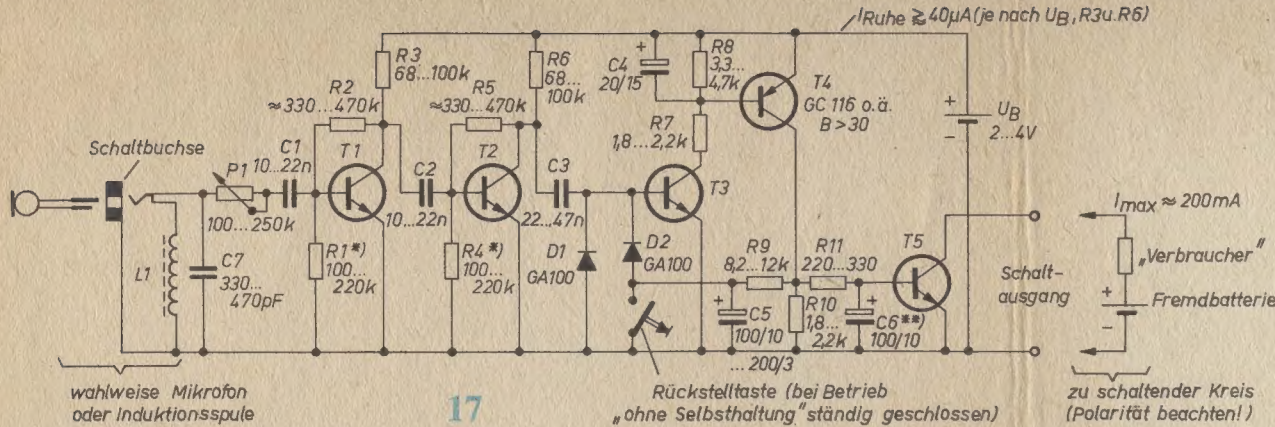 IRuhe ≧ 40µA (je nach UB, R3 u. R6)
R3
68...100k
R6
68...
100k
+
C4
20/15
R8
3,3...
4,7k
R2
≈330...470k
R5
≈330...470k
T4
GC 116 o.ä.
B > 30
+
UB
−
2...4V
Schaltbuchse
P1
C1
10...22n
T1
C2
T2
C3
R7
1,8...2,2k
T3
100...
250k
10...22n
22...47n
Imax ≈ 200mA
L1
C7
330...
470pF
R1*)
100...
220k
R4*)
100...
220k
D1
GA100
D2
GA100
R9
8,2...12k
R11
220...330
T5
Schalt-
ausgang
„Verbraucher"
+
Fremdbatterie
−
+
C5
100/10
...200/3
R10
1,8...
2,2k
+
C6**)
100/10
wahlweise Mikrofon
oder Induktionsspule
17
Rückstelltaste (bei Betrieb
„ohne Selbsthaltung" ständig geschlossen)
zu schaltender Kreis
(Polarität beachten!)